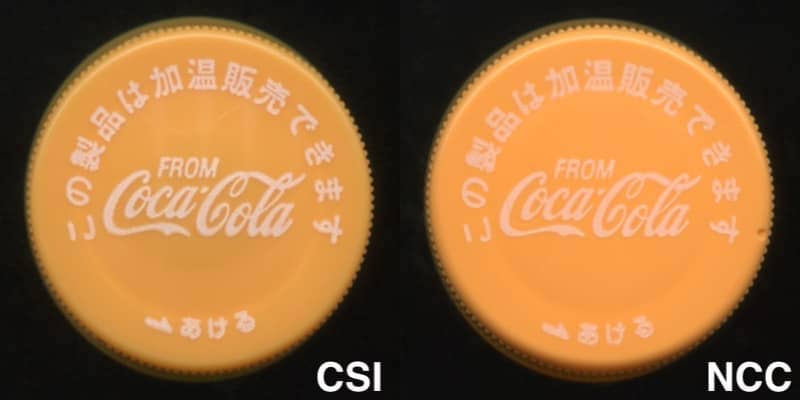 この製品は加温販売できます
FROM
Coca-Cola
あける
CSI
この製品は加温販売できます
FROM
Coca-Cola
あける
NCC